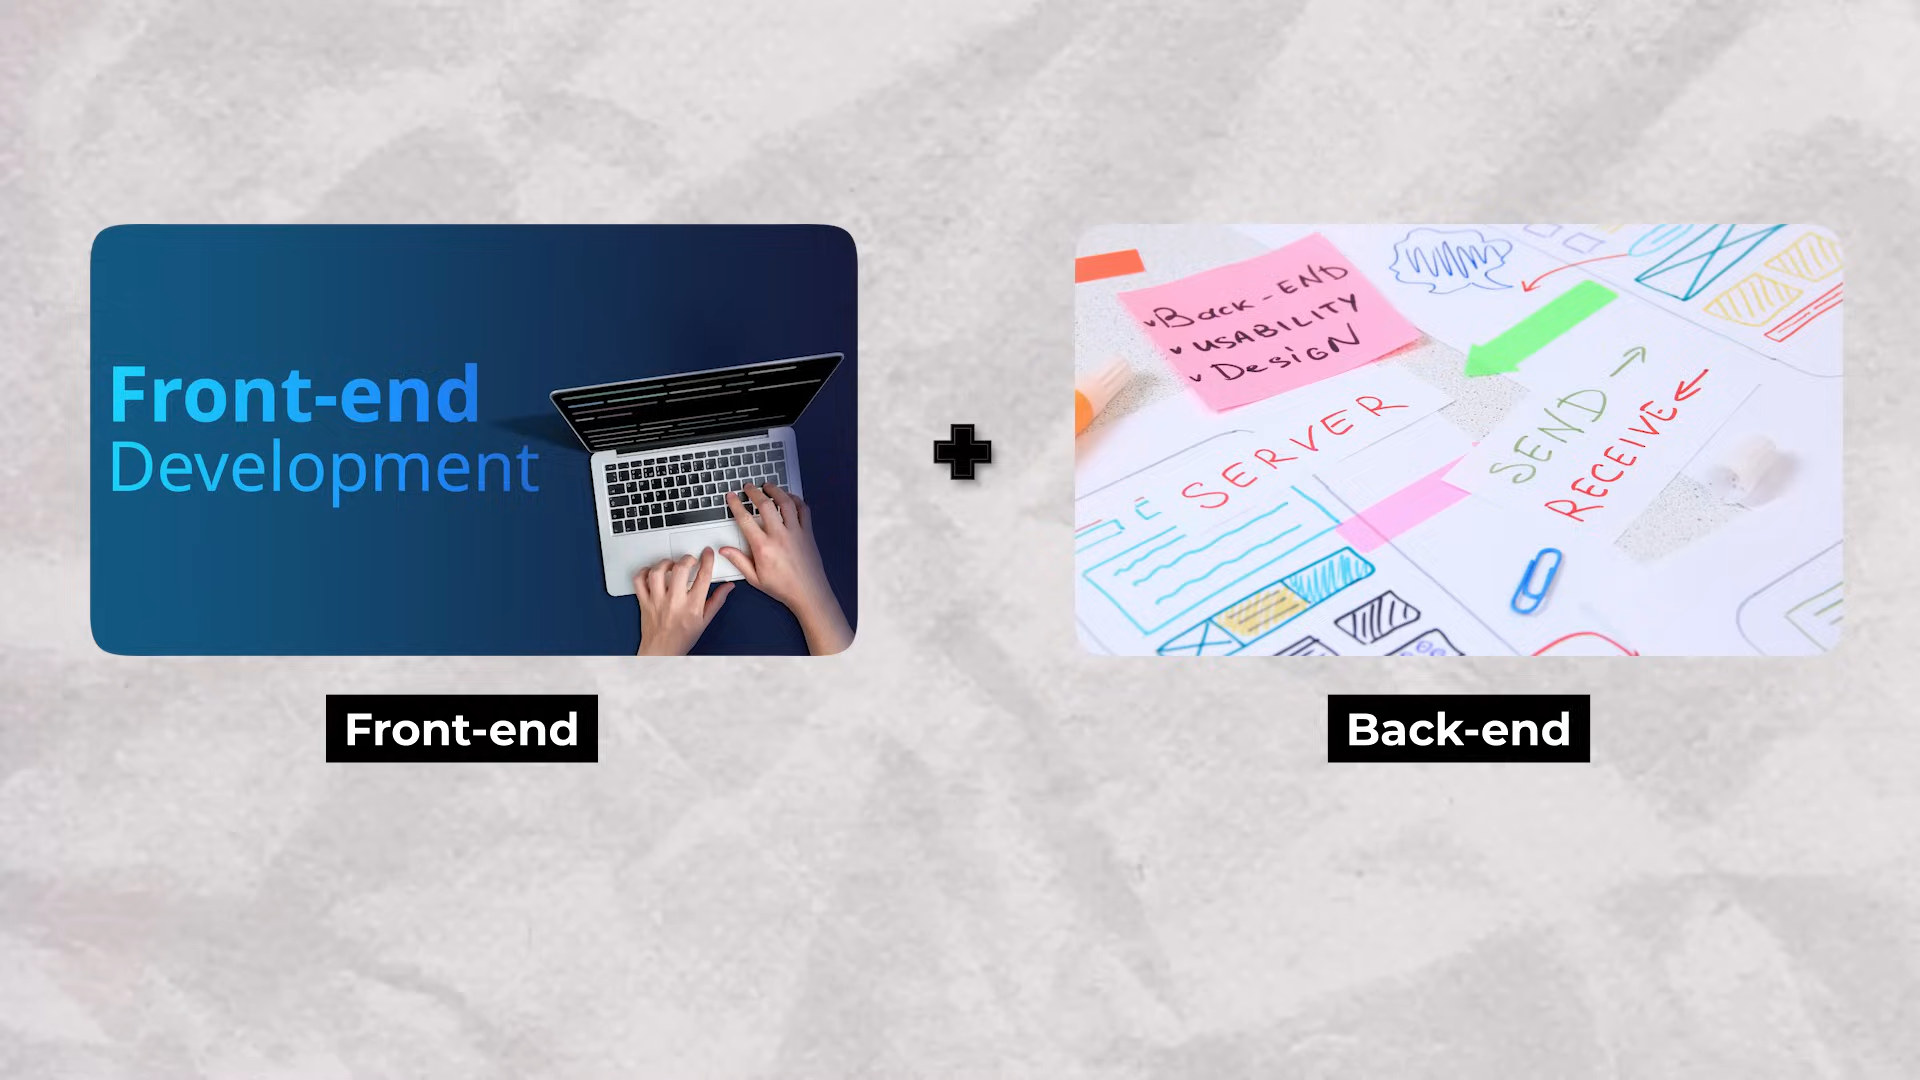 Front-end
Development
Back-END
USABILITY
DesiGN
SERVER
SEND
RECEIVE
Front-end
Back-end